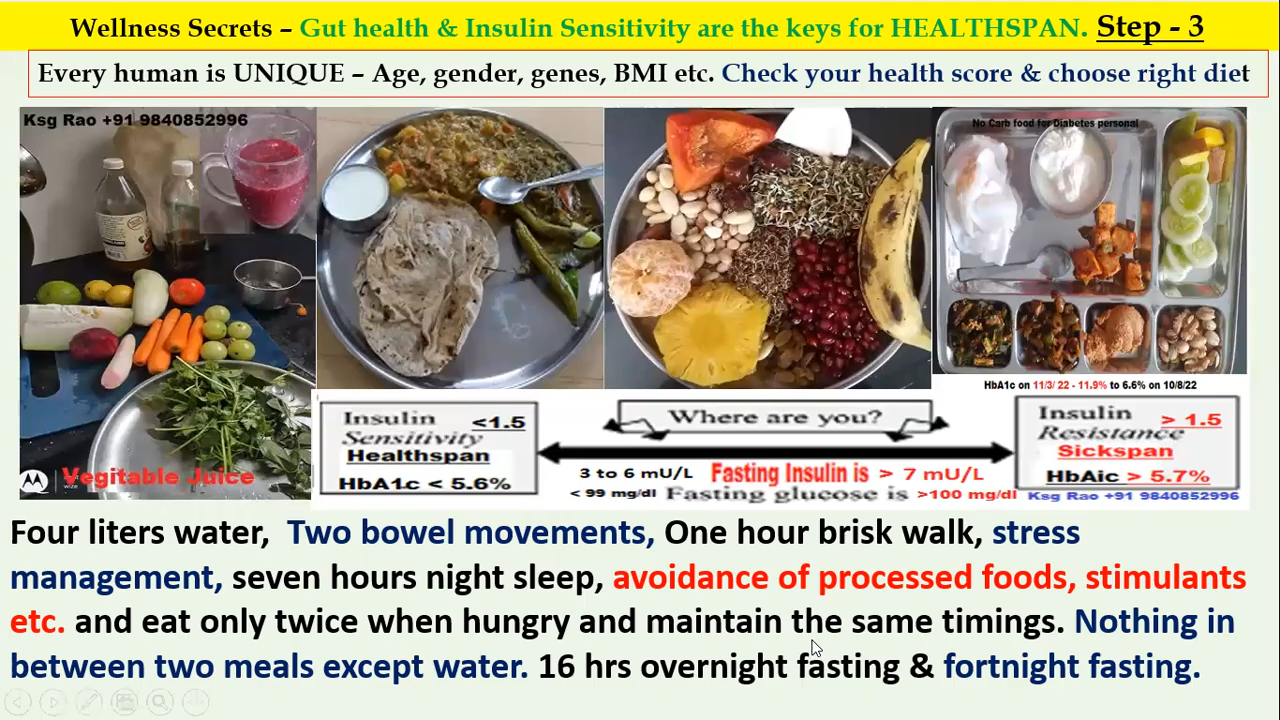 Wellness Secrets – Gut health & Insulin Sensitivity are the keys for HEALTHSPAN. Step - 3
Every human is UNIQUE – Age, gender, genes, BMI etc. Check your health score & choose right diet
Ksg Rao +91 9840852996
No Carb food for Diabetes personal
Vegitable Juice
HbA1c on 11/3/ 22 - 11.9% to 6.6% on 10/8/22
Insulin <1.5
Sensitivity
Healthspan
HbA1c < 5.6%
Where are you?
3 to 6 mU/L Fasting Insulin is > 7 mU/L
< 99 mg/dl Fasting glucose is >100 mg/dl
Insulin > 1.5
Resistance
Sickspan
HbAic > 5.7%
Ksg Rao +91 9840852996
Four liters water, Two bowel movements, One hour brisk walk, stress
management, seven hours night sleep, avoidance of processed foods, stimulants
etc. and eat only twice when hungry and maintain the same timings. Nothing in
between two meals except water. 16 hrs overnight fasting & fortnight fasting.